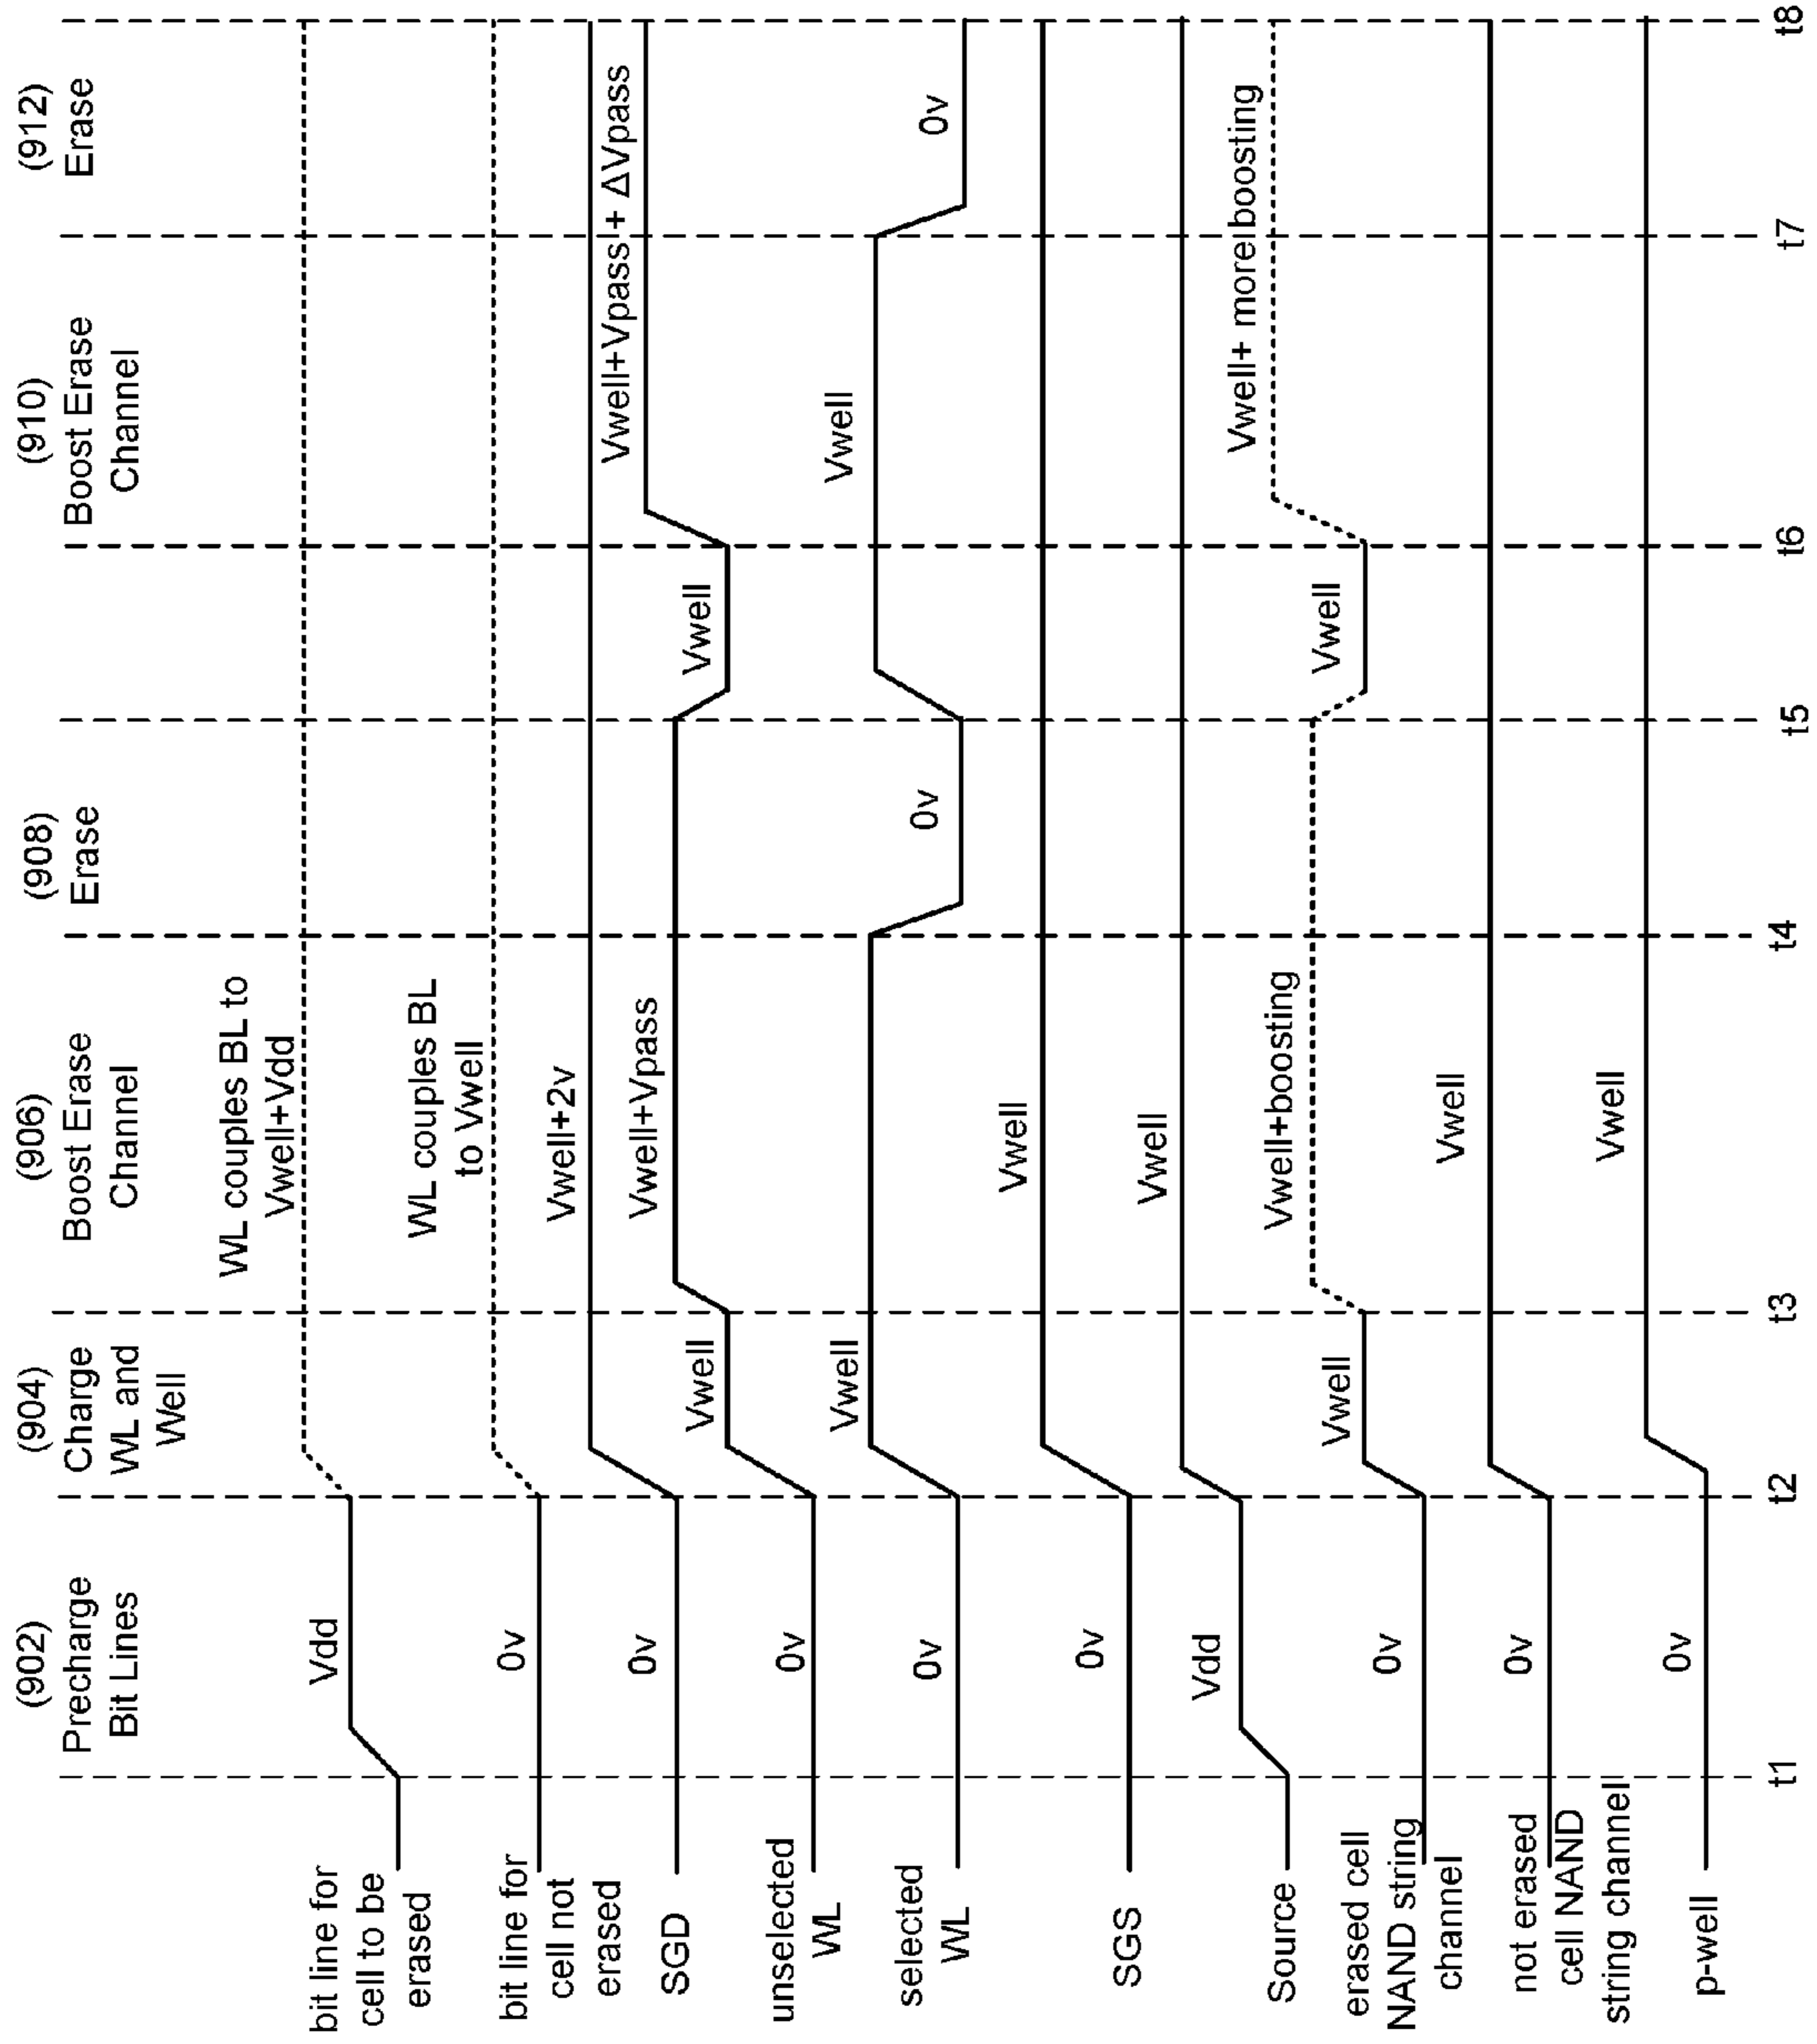 (902)
Precharge
Bit Lines
(904)
Charge
WL and
Well
(906)
Boost Erase
Channel
(908)
Erase
(910)
Boost Erase
Channel
(912)
Erase
bit line for
cell to be
erased
Vdd
WL couples BL to
Vwell+Vdd
bit line for
cell not
erased
0v
WL couples BL
to Vwell
SGD
0v
Vwell+2v
unselected
WL
0v
Vwell
Vwell+Vpass
Vwell
Vwell+Vpass + ΔVpass
selected
WL
0v
Vwell
0v
Vwell
0v
SGS
0v
Vwell
Source
Vdd
Vwell
erased cell
NAND string
channel
0v
Vwell
Vwell+boosting
Vwell
Vwell+ more boosting
not erased
cell NAND
string channel
0v
Vwell
p-well
0v
Vwell
t1
t2
t3
t4
t5
t6
t7
t8